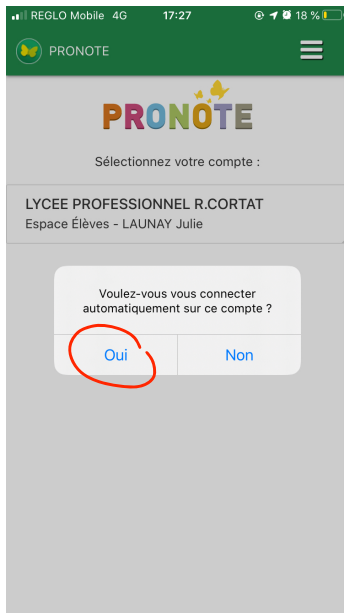 REGLO Mobile 4G 17:27 18 %
PRONOTE
PRONOTE
Sélectionnez votre compte :
LYCEE PROFESSIONNEL R.CORTAT
Espace Élèves - LAUNAY Julie
Voulez-vous vous connecter
automatiquement sur ce compte ?
Oui Non